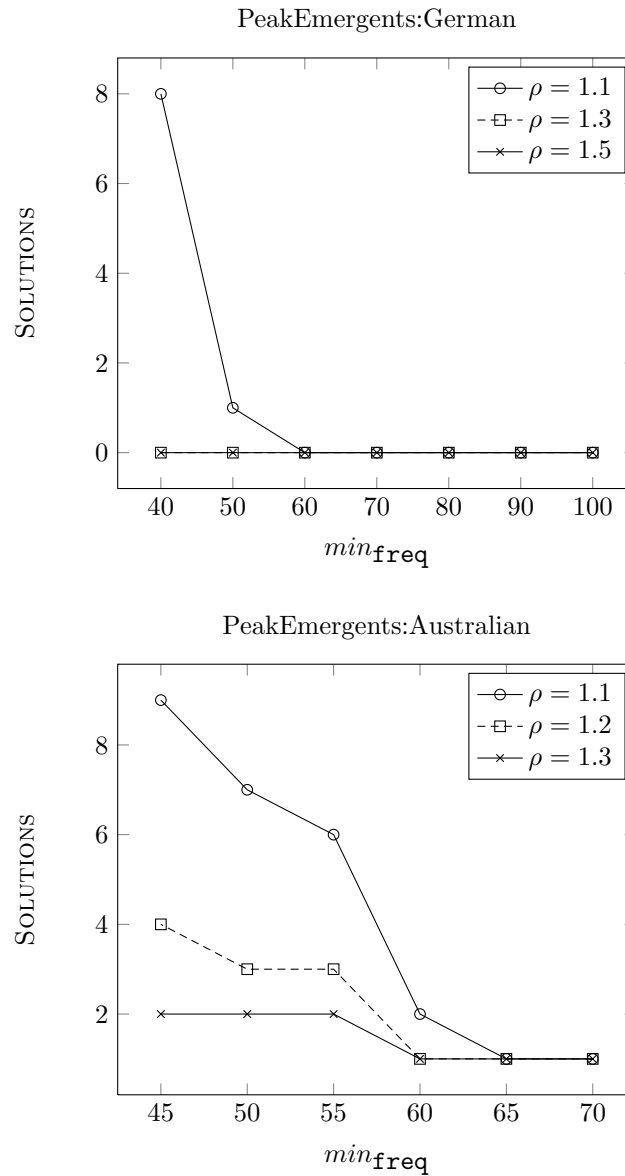 PeakEmergents:German
ρ = 1.1
ρ = 1.3
ρ = 1.5
8
6
4
2
0
SOLUTIONS
40 50 60 70 80 90 100
min_freq
PeakEmergents:Australian
ρ = 1.1
ρ = 1.2
ρ = 1.3
8
6
4
2
SOLUTIONS
45 50 55 60 65 70
min_freq